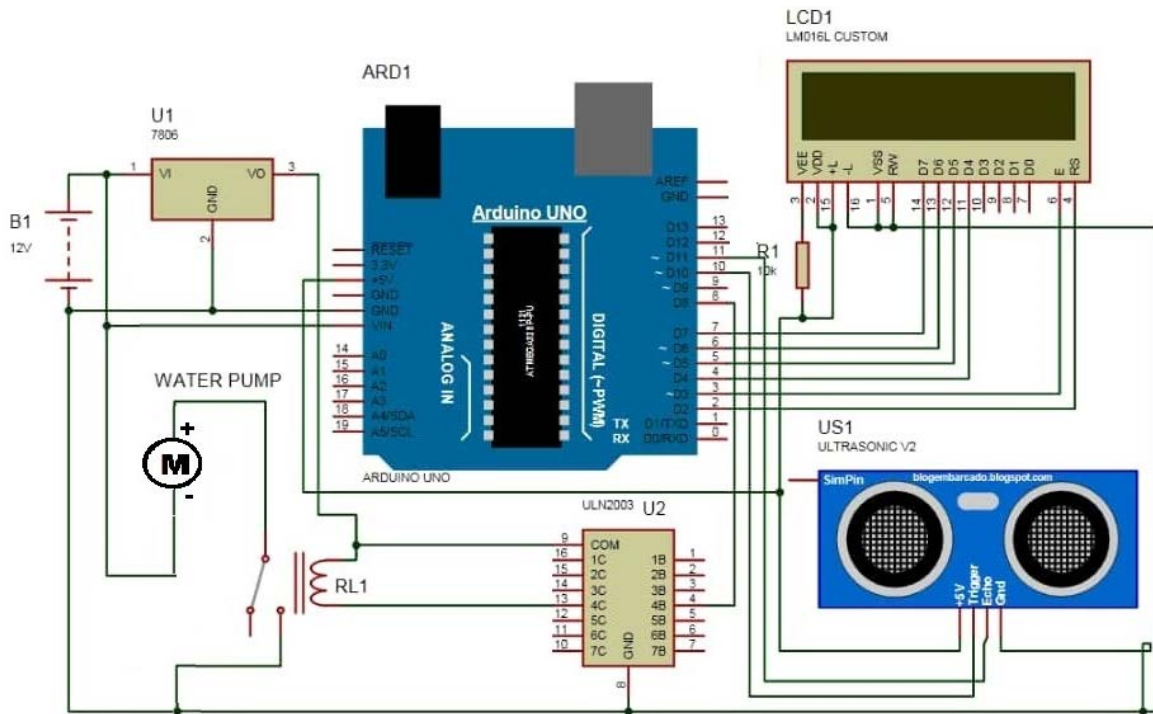 LCD1
LM016L CUSTOM
ARD1
U1
7806
1
VI
VO
3
GND
2
B1
12V
VEE
VDD
+L
-L
VSS
RW
D7
D6
D5
D4
D3
D2
D1
D0
E
RS
3
2
15
16
1
5
14
13
12
11
10
9
8
7
6
4
R1
10k
Arduino UNO
RESET
3.3V
+5V
GND
GND
VIN
14 A0
15 A1
16 A2
17 A3
18 A4/SDA
19 A5/SCL
ANALOG IN
DIGITAL (~PWM)
AREF
GND
D13 13
D12 12
~ D11 11
~ D10 10
~ D9 9
D8 8
D7 7
~ D6 6
~ D5 5
D4 4
~ D3 3
D2 2
TX D1/TXD 1
RX D0/RXD 0
ARDUINO UNO
WATER PUMP
+
M
-
RL1
ULN2003
U2
9 COM
16 1C 1B 1
15 2C 2B 2
14 3C 3B 3
13 4C 4B 4
12 5C 5B 5
11 6C 6B 6
10 7C 7B 7
GND
8
US1
ULTRASONIC V2
SimPin
blogembarcado.blogspot.com
+5V
Trigger
Echo
Gnd